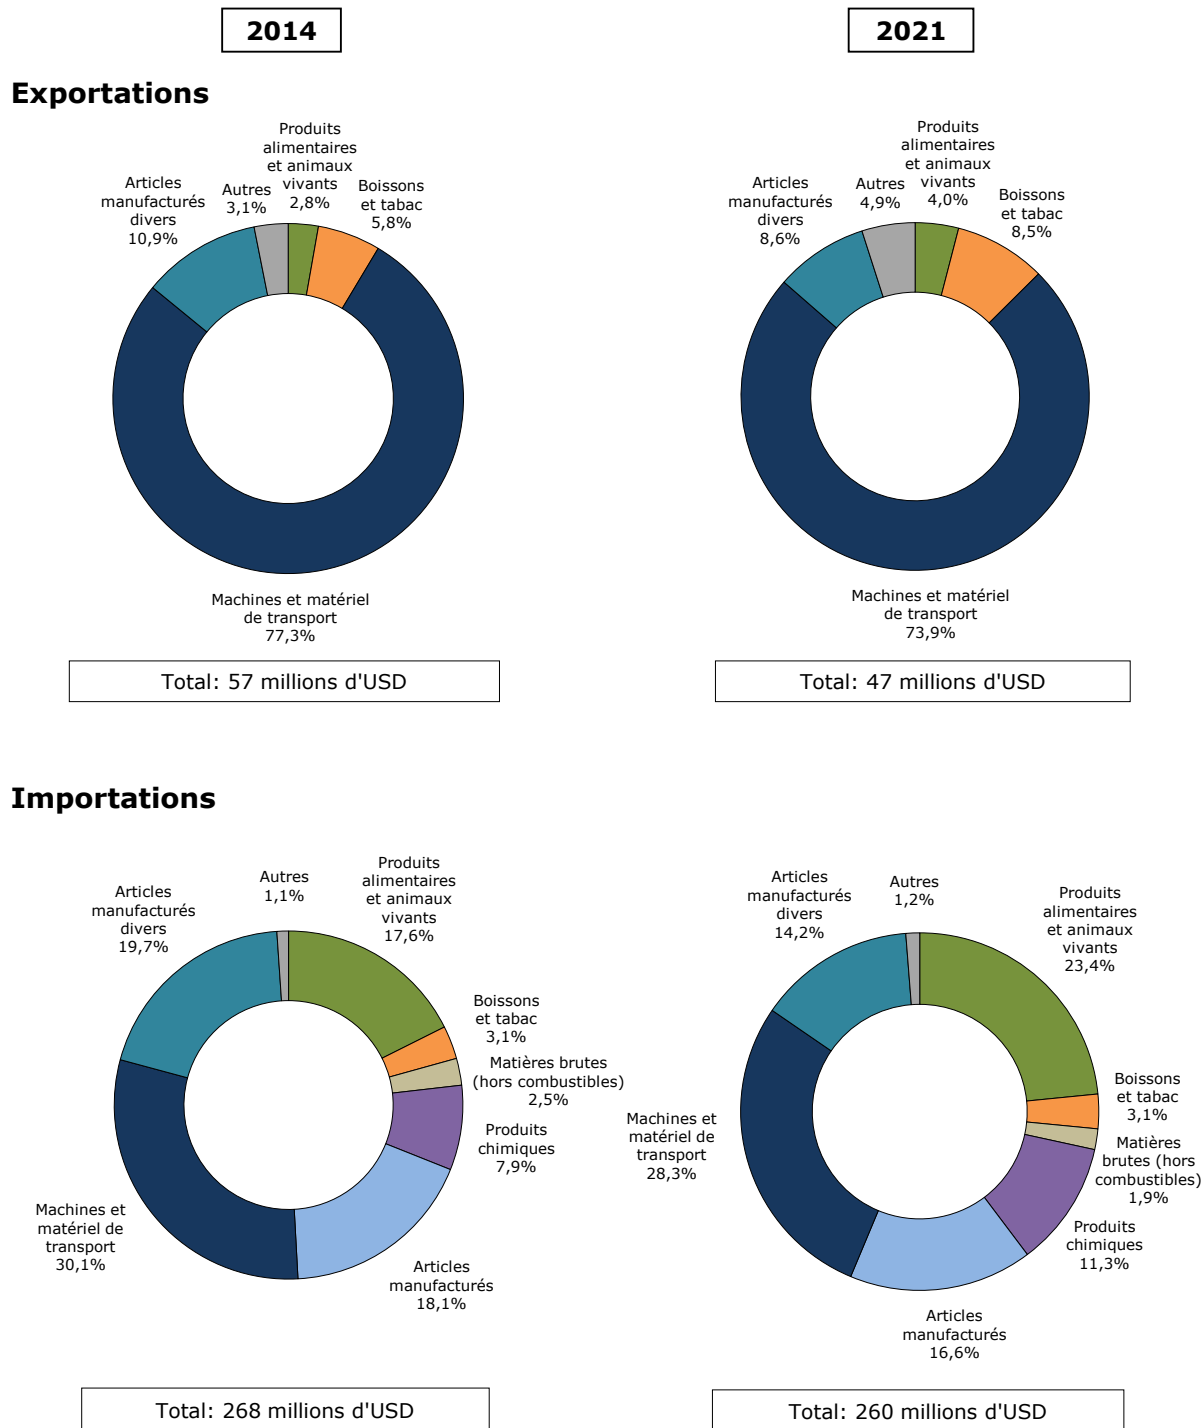 2014
2021
Exportations
Produits
alimentaires
et animaux
vivants
2,8%
Boissons
et tabac
5,8%
Machines et matériel
de transport
77,3%
Articles
manufacturés
divers
10,9%
Autres
3,1%
Total: 57 millions d'USD
Produits
alimentaires
et animaux
vivants
4,0%
Boissons
et tabac
8,5%
Machines et matériel
de transport
73,9%
Articles
manufacturés
divers
8,6%
Autres
4,9%
Total: 47 millions d'USD
Importations
Produits
alimentaires
et animaux
vivants
17,6%
Boissons
et tabac
3,1%
Matières brutes
(hors combustibles)
2,5%
Produits
chimiques
7,9%
Articles
manufacturés
18,1%
Machines et
matériel de
transport
30,1%
Articles
manufacturés
divers
19,7%
Autres
1,1%
Total: 268 millions d'USD
Produits
alimentaires
et animaux
vivants
23,4%
Boissons
et tabac
3,1%
Matières
brutes (hors
combustibles)
1,9%
Produits
chimiques
11,3%
Articles
manufacturés
16,6%
Machines et
matériel de
transport
28,3%
Articles
manufacturés
divers
14,2%
Autres
1,2%
Total: 260 millions d'USD